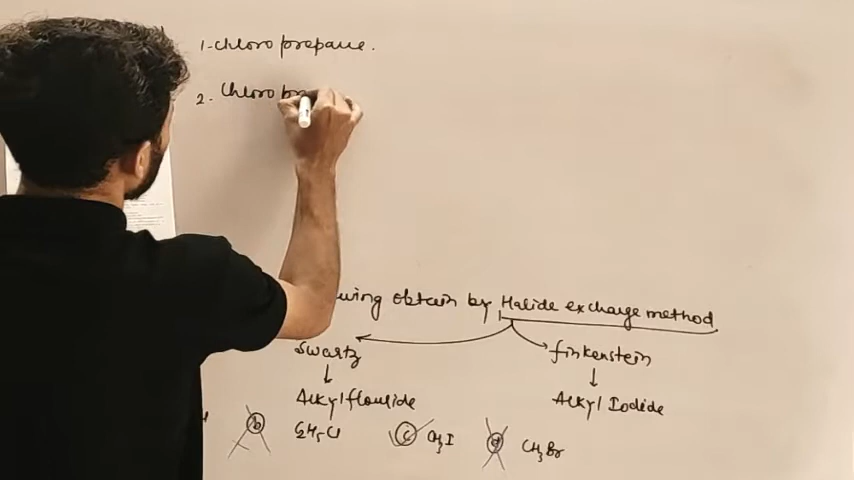 1-chloro propane.
2. Chloro pro
wing obtain by Halide exchange method
Swartz finkenstein
Alkyl flouride Alkyl Iodide
b C2H5Cl c CH3I d CH3Br